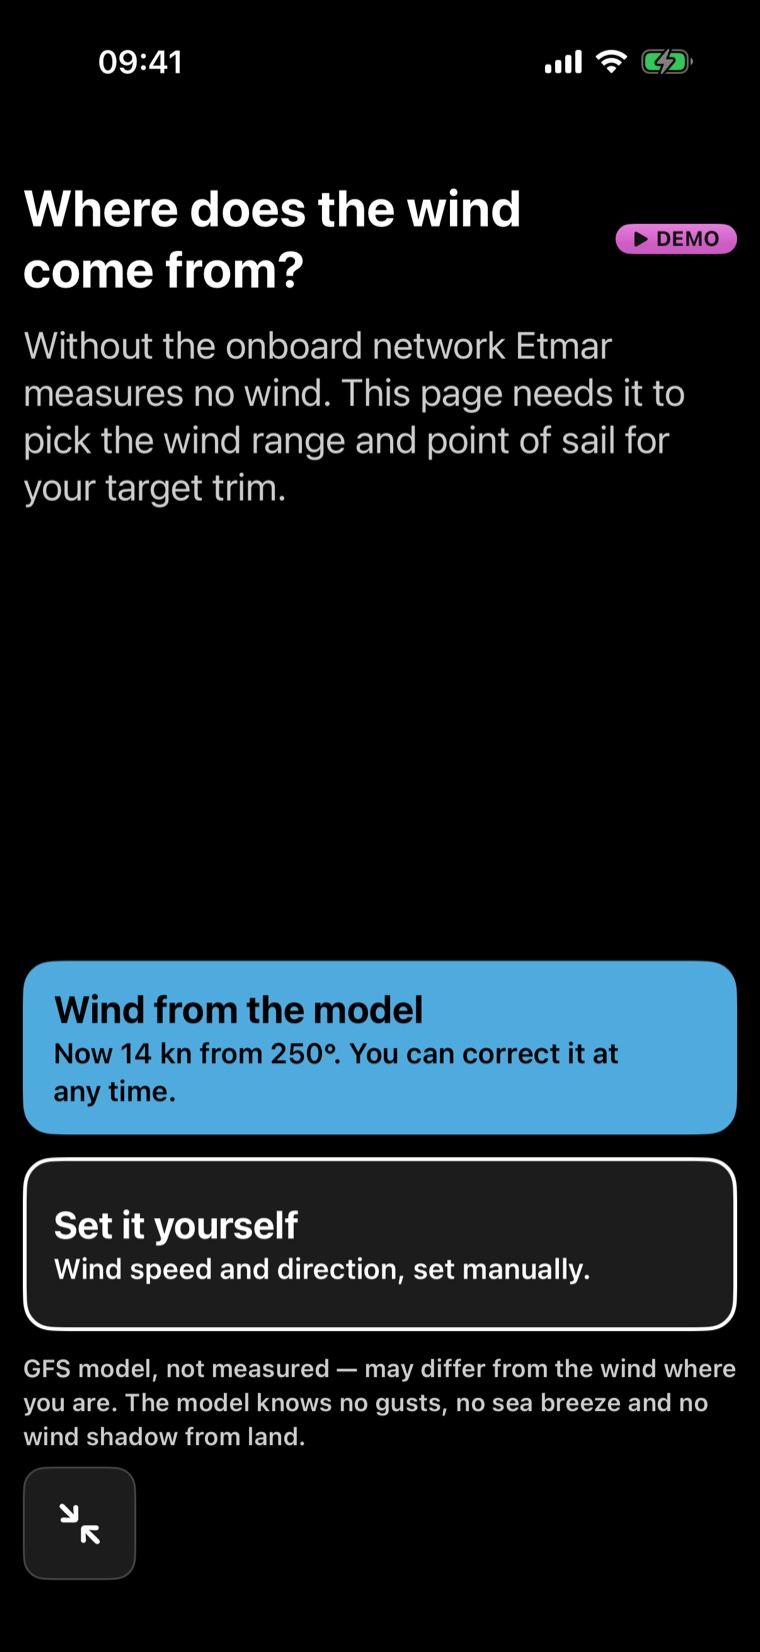 09:41
Where does the wind
come from?
DEMO
Without the onboard network Etmar
measures no wind. This page needs it to
pick the wind range and point of sail for
your target trim.
Wind from the model
Now 14 kn from 250°. You can correct it at
any time.
Set it yourself
Wind speed and direction, set manually.
GFS model, not measured — may differ from the wind where
you are. The model knows no gusts, no sea breeze and no
wind shadow from land.